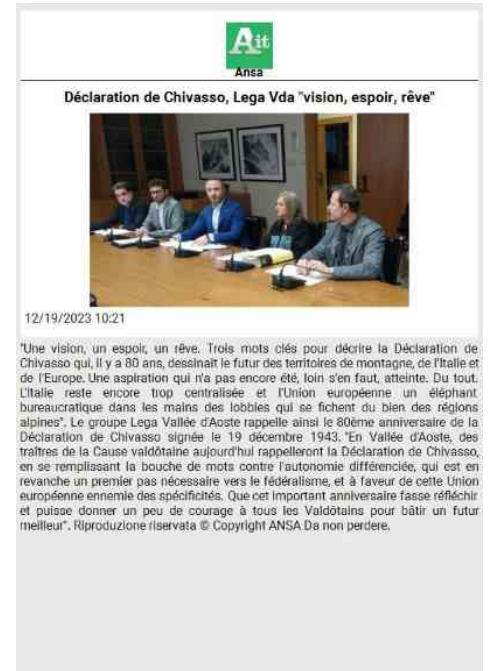 Ait
Ansa
Déclaration de Chivasso, Lega Vda "vision, espoir, rêve"
12/19/2023 10:21
"Une vision, un espoir, un rêve. Trois mots clés pour décrire la Déclaration de
Chivasso qui, il y a 80 ans, dessinait le futur des territoires de montagne, de l'Italie et
de l'Europe. Une aspiration qui n'a pas encore été, loin s'en faut, atteinte. Du tout.
L'Italie reste encore trop centralisée et l'Union européenne un éléphant
bureaucratique dans les mains des lobbies qui se fichent du bien des régions
alpines". Le groupe Lega Vallée d'Aoste rappelle ainsi le 80ème anniversaire de la
Déclaration de Chivasso signée le 19 décembre 1943. "En Vallée d'Aoste, des
traîtres de la Cause valdôtaine aujourd'hui rappelleront la Déclaration de Chivasso,
en se remplissant la bouche de mots contre l'autonomie différenciée, qui est en
revanche un premier pas nécessaire vers le fédéralisme, et à faveur de cette Union
européenne ennemie des spécificités. Que cet important anniversaire fasse réfléchir
et puisse donner un peu de courage à tous les Valdôtains pour bâtir un futur
meilleur". Riproduzione riservata © Copyright ANSA Da non perdere.